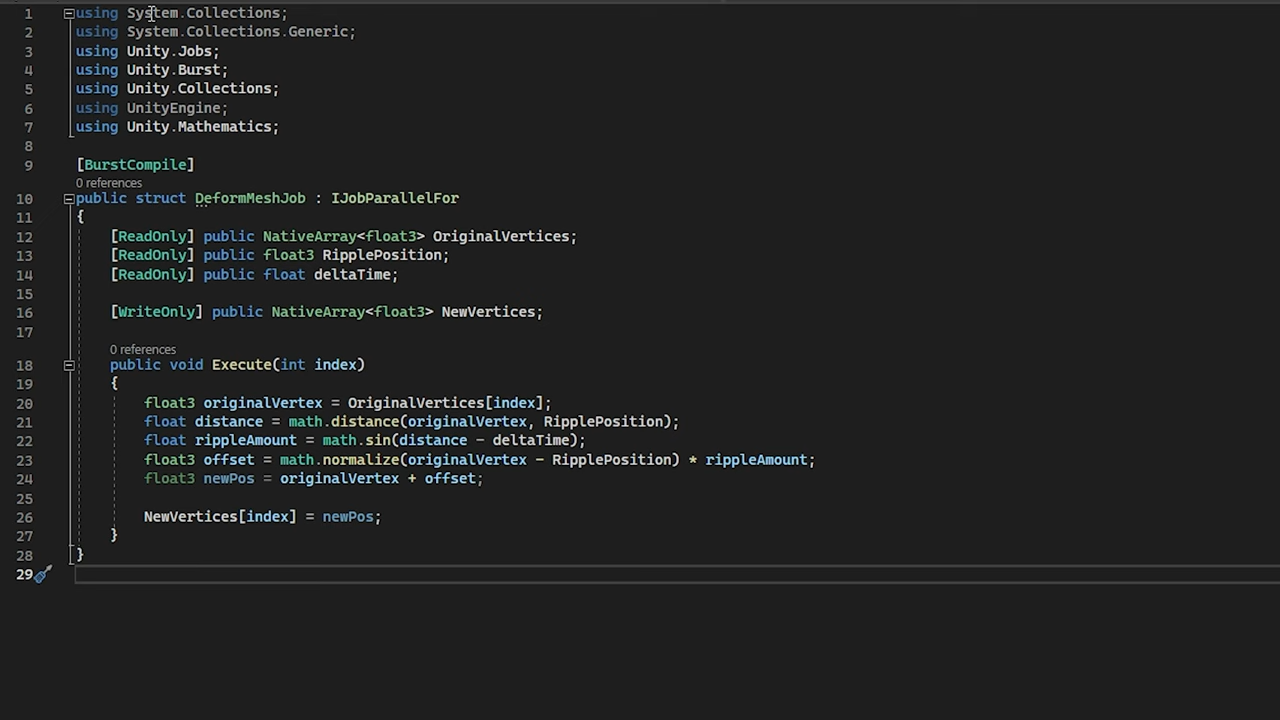 1 using System.Collections;
2 using System.Collections.Generic;
3 using Unity.Jobs;
4 using Unity.Burst;
5 using Unity.Collections;
6 using UnityEngine;
7 using Unity.Mathematics;
8
9 [BurstCompile]
0 references
10 public struct DeformMeshJob : IJobParallelFor
11 {
12 [ReadOnly] public NativeArray<float3> OriginalVertices;
13 [ReadOnly] public float3 RipplePosition;
14 [ReadOnly] public float deltaTime;
15
16 [WriteOnly] public NativeArray<float3> NewVertices;
17
0 references
18 public void Execute(int index)
19 {
20 float3 originalVertex = OriginalVertices[index];
21 float distance = math.distance(originalVertex, RipplePosition);
22 float rippleAmount = math.sin(distance - deltaTime);
23 float3 offset = math.normalize(originalVertex - RipplePosition) * rippleAmount;
24 float3 newPos = originalVertex + offset;
25
26 NewVertices[index] = newPos;
27 }
28 }
29